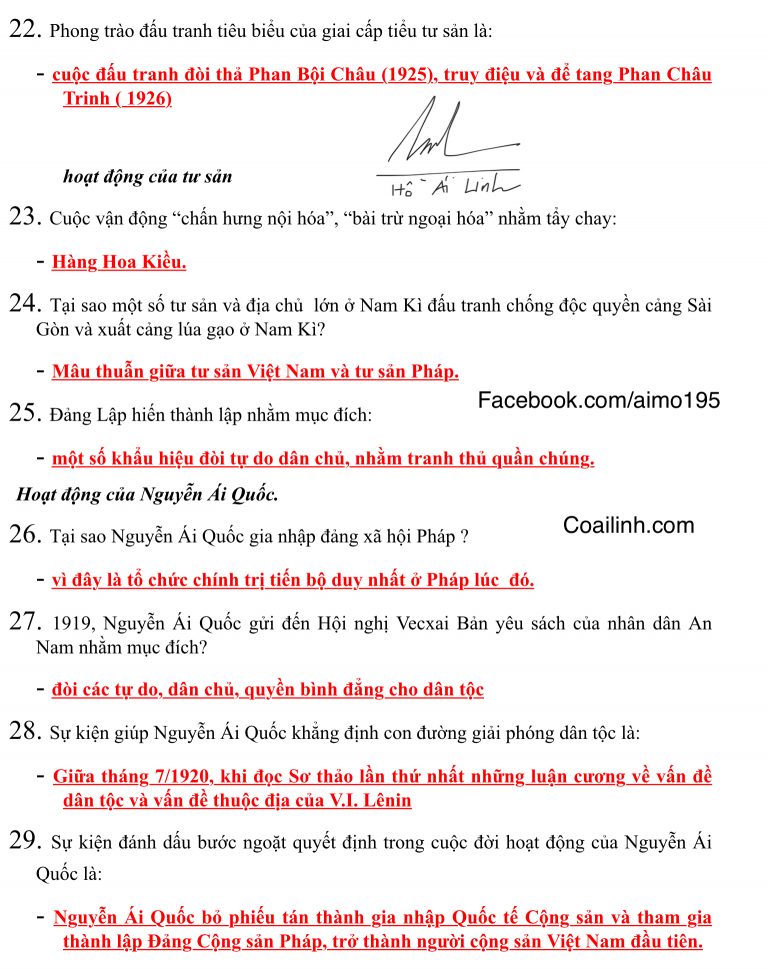 22. Phong trào đấu tranh tiêu biểu của giai cấp tiểu tư sản là:
- cuộc đấu tranh đòi thả Phan Bội Châu (1925), truy điệu và để tang Phan Châu
Trinh ( 1926)
hoạt động của tư sản
Hồ Ái Linh
23. Cuộc vận động “chấn hưng nội hóa”, “bài trừ ngoại hóa” nhằm tẩy chay:
- Hàng Hoa Kiều.
24. Tại sao một số tư sản và địa chủ lớn ở Nam Kì đấu tranh chống độc quyền cảng Sài
Gòn và xuất cảng lúa gạo ở Nam Kì?
- Mâu thuẫn giữa tư sản Việt Nam và tư sản Pháp.
Facebook.com/aimo195
25. Đảng Lập hiến thành lập nhằm mục đích:
- một số khẩu hiệu đòi tự do dân chủ, nhằm tranh thủ quần chúng.
Hoạt động của Nguyễn Ái Quốc.
Coailinh.com
26. Tại sao Nguyễn Ái Quốc gia nhập đảng xã hội Pháp ?
- vì đây là tổ chức chính trị tiến bộ duy nhất ở Pháp lúc đó.
27. 1919, Nguyễn Ái Quốc gửi đến Hội nghị Vecxai Bản yêu sách của nhân dân An
Nam nhằm mục đích?
- đòi các tự do, dân chủ, quyền bình đẳng cho dân tộc
28. Sự kiện giúp Nguyễn Ái Quốc khẳng định con đường giải phóng dân tộc là:
- Giữa tháng 7/1920, khi đọc Sơ thảo lần thứ nhất những luận cương về vấn đề
dân tộc và vấn đề thuộc địa của V.I. Lênin
29. Sự kiện đánh dấu bước ngoặt quyết định trong cuộc đời hoạt động của Nguyễn Ái
Quốc là:
- Nguyễn Ái Quốc bỏ phiếu tán thành gia nhập Quốc tế Cộng sản và tham gia
thành lập Đảng Cộng sản Pháp, trở thành người cộng sản Việt Nam đầu tiên.